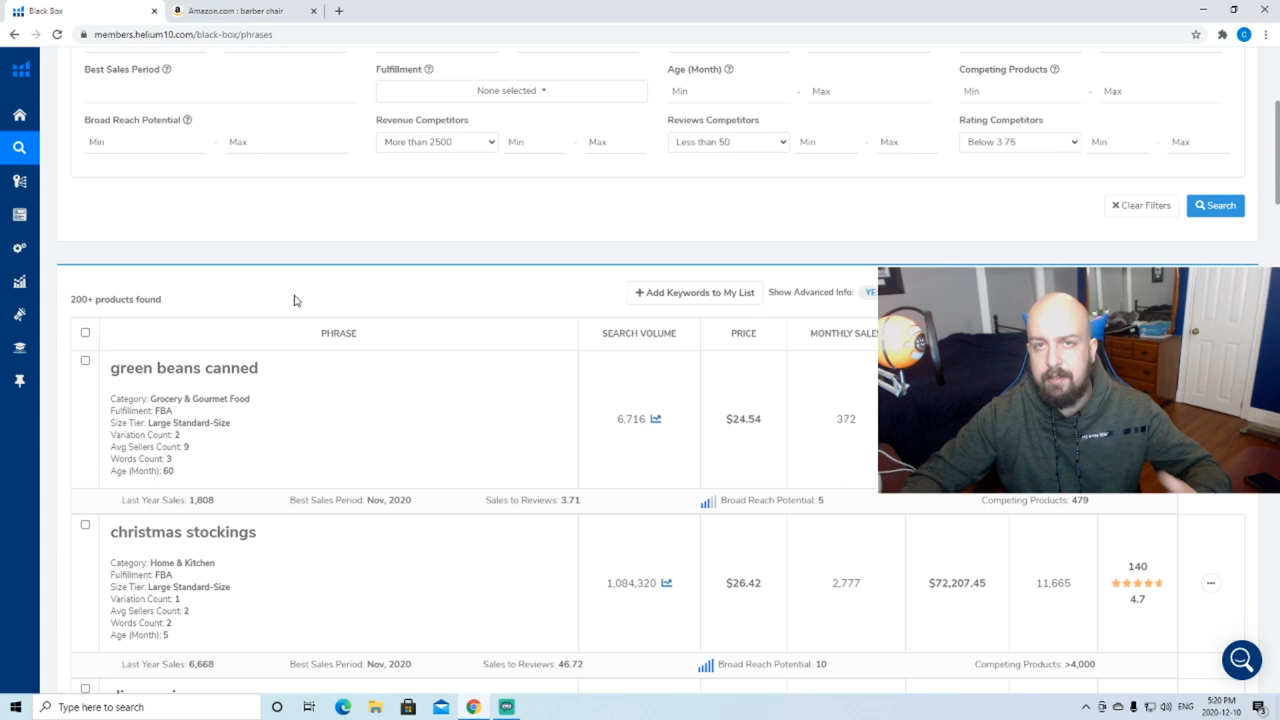 Black Box
Amazon.com : barber chair
members.helium10.com/black-box/phrases
Best Sales Period
Fulfillment
Age (Month)
Competing Products
None selected
Min - Max
Min - Max
Broad Reach Potential
Revenue Competitors
Reviews Competitors
Rating Competitors
Min - Max
More than 2500
Min - Max
Less than 50
Min - Max
Below 3.75
Min - Max
Clear Filters
Search
200+ products found
+ Add Keywords to My List
Show Advanced Info:
PHRASE
SEARCH VOLUME
PRICE
MONTHLY SALES
green beans canned
Category: Grocery & Gourmet Food
Fulfillment: FBA
Size Tier: Large Standard-Size
Variation Count: 2
Avg Sellers Count: 9
Words Count: 3
Age (Month): 60
6,716
$24.54
372
Last Year Sales: 1,808
Best Sales Period: Nov, 2020
Sales to Reviews: 3.71
Broad Reach Potential: 5
Competing Products: 479
christmas stockings
Category: Home & Kitchen
Fulfillment: FBA
Size Tier: Large Standard-Size
Variation Count: 1
Avg Sellers Count: 2
Words Count: 2
Age (Month): 5
1,084,320
$26.42
2,777
$72,207.45
11,665
140
4.7
Last Year Sales: 6,668
Best Sales Period: Nov, 2020
Sales to Reviews: 46.72
Broad Reach Potential: 10
Competing Products: >4,000
Type here to search
ENG
5:20 PM
2020-12-10